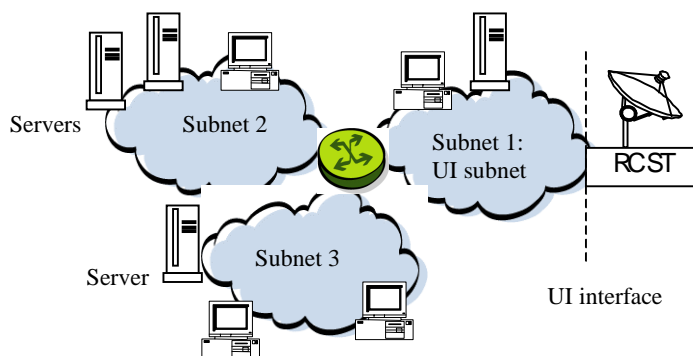 Servers
Subnet 2
Subnet 1:
UI subnet
RCST
Server
Subnet 3
UI interface